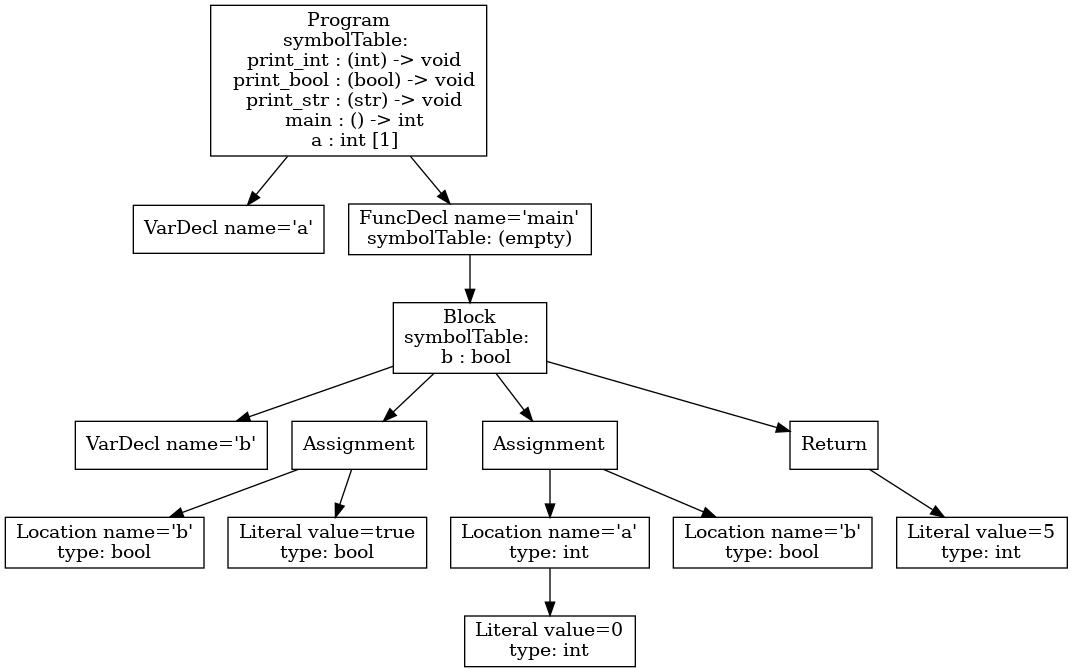 Program
symbolTable:
print_int : (int) -> void
print_bool : (bool) -> void
print_str : (str) -> void
main : () -> int
a : int [1]
VarDecl name='a'
FuncDecl name='main'
symbolTable: (empty)
Block
symbolTable:
b : bool
VarDecl name='b'
Assignment
Assignment
Return
Location name='b'
type: bool
Literal value=true
type: bool
Location name='a'
type: int
Location name='b'
type: bool
Literal value=5
type: int
Literal value=0
type: int